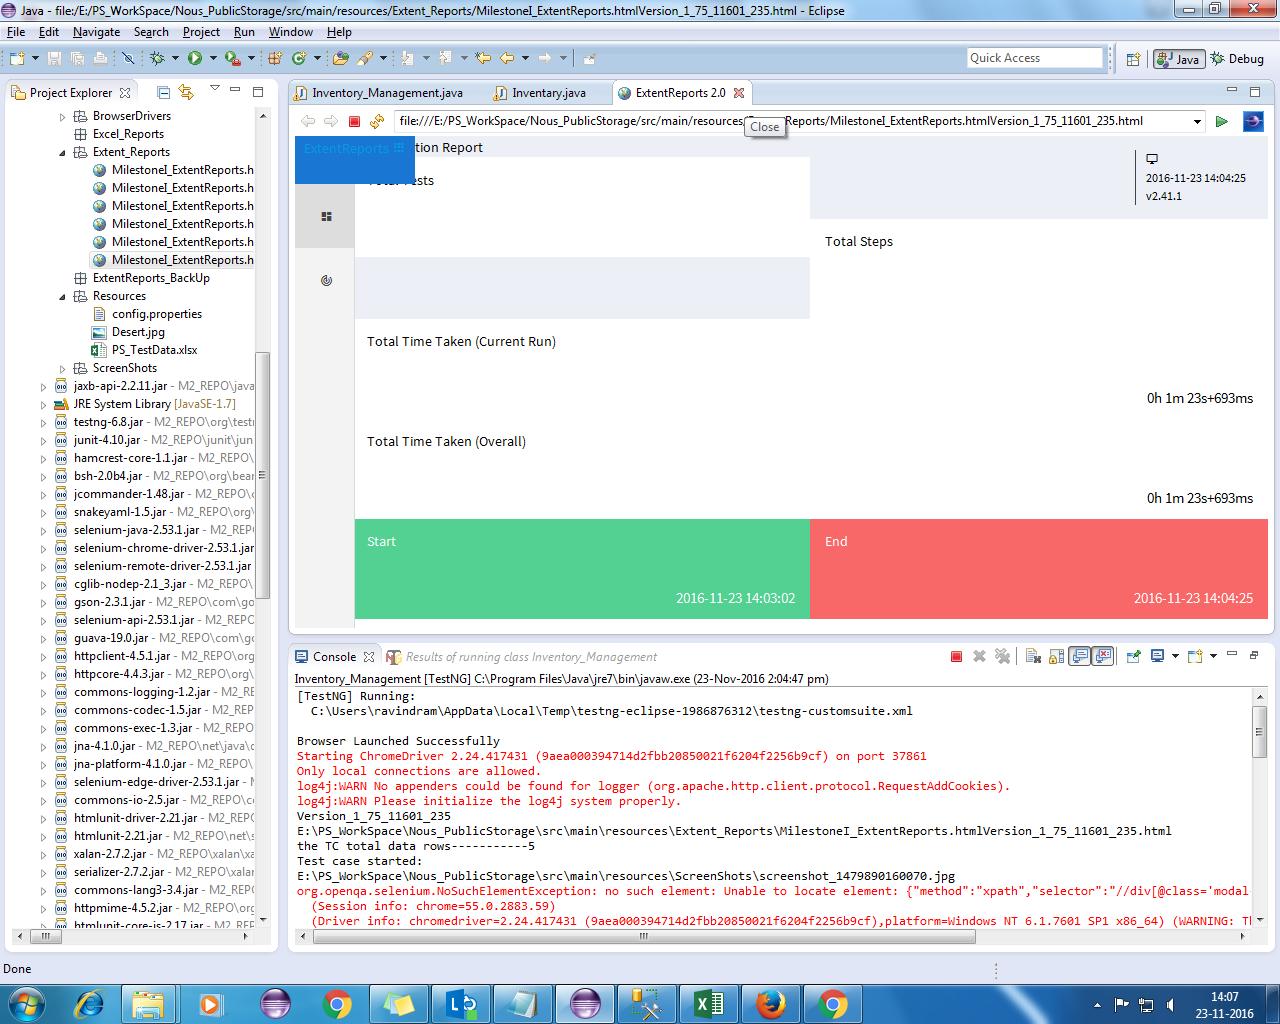 Java - file:/E:/PS_WorkSpace/Nous_PublicStorage/src/main/resources/Extent_Reports/MilestoneI_ExtentReports.htmlVersion_1_75_11601_235.html - Eclipse
File Edit Navigate Search Project Run Window Help
Quick Access
Java
Debug
Project Explorer
BrowserDrivers
Excel_Reports
Extent_Reports
MilestoneI_ExtentReports.h
MilestoneI_ExtentReports.h
MilestoneI_ExtentReports.h
MilestoneI_ExtentReports.h
MilestoneI_ExtentReports.h
MilestoneI_ExtentReports.h
ExtentReports_BackUp
Resources
config.properties
Desert.jpg
PS_TestData.xlsx
ScreenShots
jaxb-api-2.2.11.jar - M2_REPO\java
JRE System Library [JavaSE-1.7]
testng-6.8.jar - M2_REPO\org\testn
junit-4.10.jar - M2_REPO\junit\jun
hamcrest-core-1.1.jar - M2_REPO\
bsh-2.0b4.jar - M2_REPO\org\bear
jcommander-1.48.jar - M2_REPO\c
snakeyaml-1.5.jar - M2_REPO\org\
selenium-java-2.53.1.jar - M2_REP
selenium-chrome-driver-2.53.1.jar
selenium-remote-driver-2.53.1.jar
cglib-nodep-2.1_3.jar - M2_REPO\
gson-2.3.1.jar - M2_REPO\com\go
selenium-api-2.53.1.jar - M2_REPO
guava-19.0.jar - M2_REPO\com\go
httpclient-4.5.1.jar - M2_REPO\org
httpcore-4.4.3.jar - M2_REPO\org\
commons-logging-1.2.jar - M2_RE
commons-codec-1.5.jar - M2_REP
commons-exec-1.3.jar - M2_REPO
jna-4.1.0.jar - M2_REPO\net\java\d
jna-platform-4.1.0.jar - M2_REPO\
selenium-edge-driver-2.53.1.jar
commons-io-2.5.jar - M2_REPO\c
htmlunit-driver-2.21.jar - M2_REP
htmlunit-2.21.jar - M2_REPO\net\s
xalan-2.7.2.jar - M2_REPO\xalan\xa
serializer-2.7.2.jar - M2_REPO\xala
commons-lang3-3.4.jar - M2_REP
httpmime-4.5.2.jar - M2_REPO\org
htmlunit-core-js-2.17.jar - M2_REP
Inventory_Management.java
Inventary.java
ExtentReports 2.0
file:///E:/PS_WorkSpace/Nous_PublicStorage/src/main/resources/ Reports/MilestoneI_ExtentReports.htmlVersion_1_75_11601_235.html
Close
ExtentReports
tion Report
Total Tests
2016-11-23 14:04:25
v2.41.1
Total Steps
Total Time Taken (Current Run)
0h 1m 23s+693ms
Total Time Taken (Overall)
0h 1m 23s+693ms
Start
2016-11-23 14:03:02
End
2016-11-23 14:04:25
Console
Results of running class Inventory_Management
Inventory_Management [TestNG] C:\Program Files\Java\jre7\bin\javaw.exe (23-Nov-2016 2:04:47 pm)
[TestNG] Running:
C:\Users\ravindram\AppData\Local\Temp\testng-eclipse-1986876312\testng-customsuite.xml
Browser Launched Successfully
Starting ChromeDriver 2.24.417431 (9aea000394714d2fbb20850021f6204f2256b9cf) on port 37861
Only local connections are allowed.
log4j:WARN No appenders could be found for logger (org.apache.http.client.protocol.RequestAddCookies).
log4j:WARN Please initialize the log4j system properly.
Version_1_75_11601_235
E:\PS_WorkSpace\Nous_PublicStorage\src\main\resources\Extent_Reports\MilestoneI_ExtentReports.htmlVersion_1_75_11601_235.html
the TC total data rows-----------5
Test case started:
E:\PS_WorkSpace\Nous_PublicStorage\src\main\resources\ScreenShots\screenshot_1479890160070.jpg
org.openqa.selenium.NoSuchElementException: no such element: Unable to locate element: {"method":"xpath","selector":"//div[@class='modal
(Session info: chrome=55.0.2883.59)
(Driver info: chromedriver=2.24.417431 (9aea000394714d2fbb20850021f6204f2256b9cf),platform=Windows NT 6.1.7601 SP1 x86_64) (WARNING: Th
Done
14:07
23-11-2016